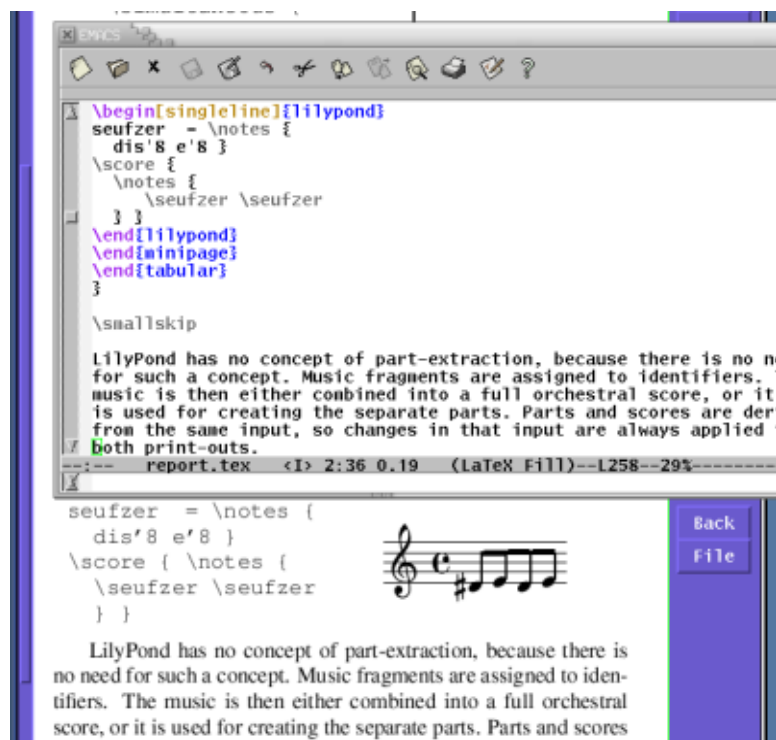 EMACS
\begin[singleline]{lilypond}
seufzer = \notes {
dis'8 e'8 }
\score {
\notes {
\seufzer \seufzer
} }
\end{lilypond}
\end{minipage}
\end{tabular}
}
\smallskip
LilyPond has no concept of part-extraction, because there is no
for such a concept. Music fragments are assigned to identifiers.
music is then either combined into a full orchestral score, or it
is used for creating the separate parts. Parts and scores are
from the same input, so changes in that input are always applied
both print-outs.
--:-- report.tex <I> 2:36 0.19 (LaTeX Fill)--L258--29%--------
seufzer = \notes {
dis'8 e'8 }
\score { \notes {
\seufzer \seufzer
} }
Back
File
LilyPond has no concept of part-extraction, because there is
no need for such a concept. Music fragments are assigned to iden-
tifiers. The music is then either combined into a full orchestral
score, or it is used for creating the separate parts. Parts and scores